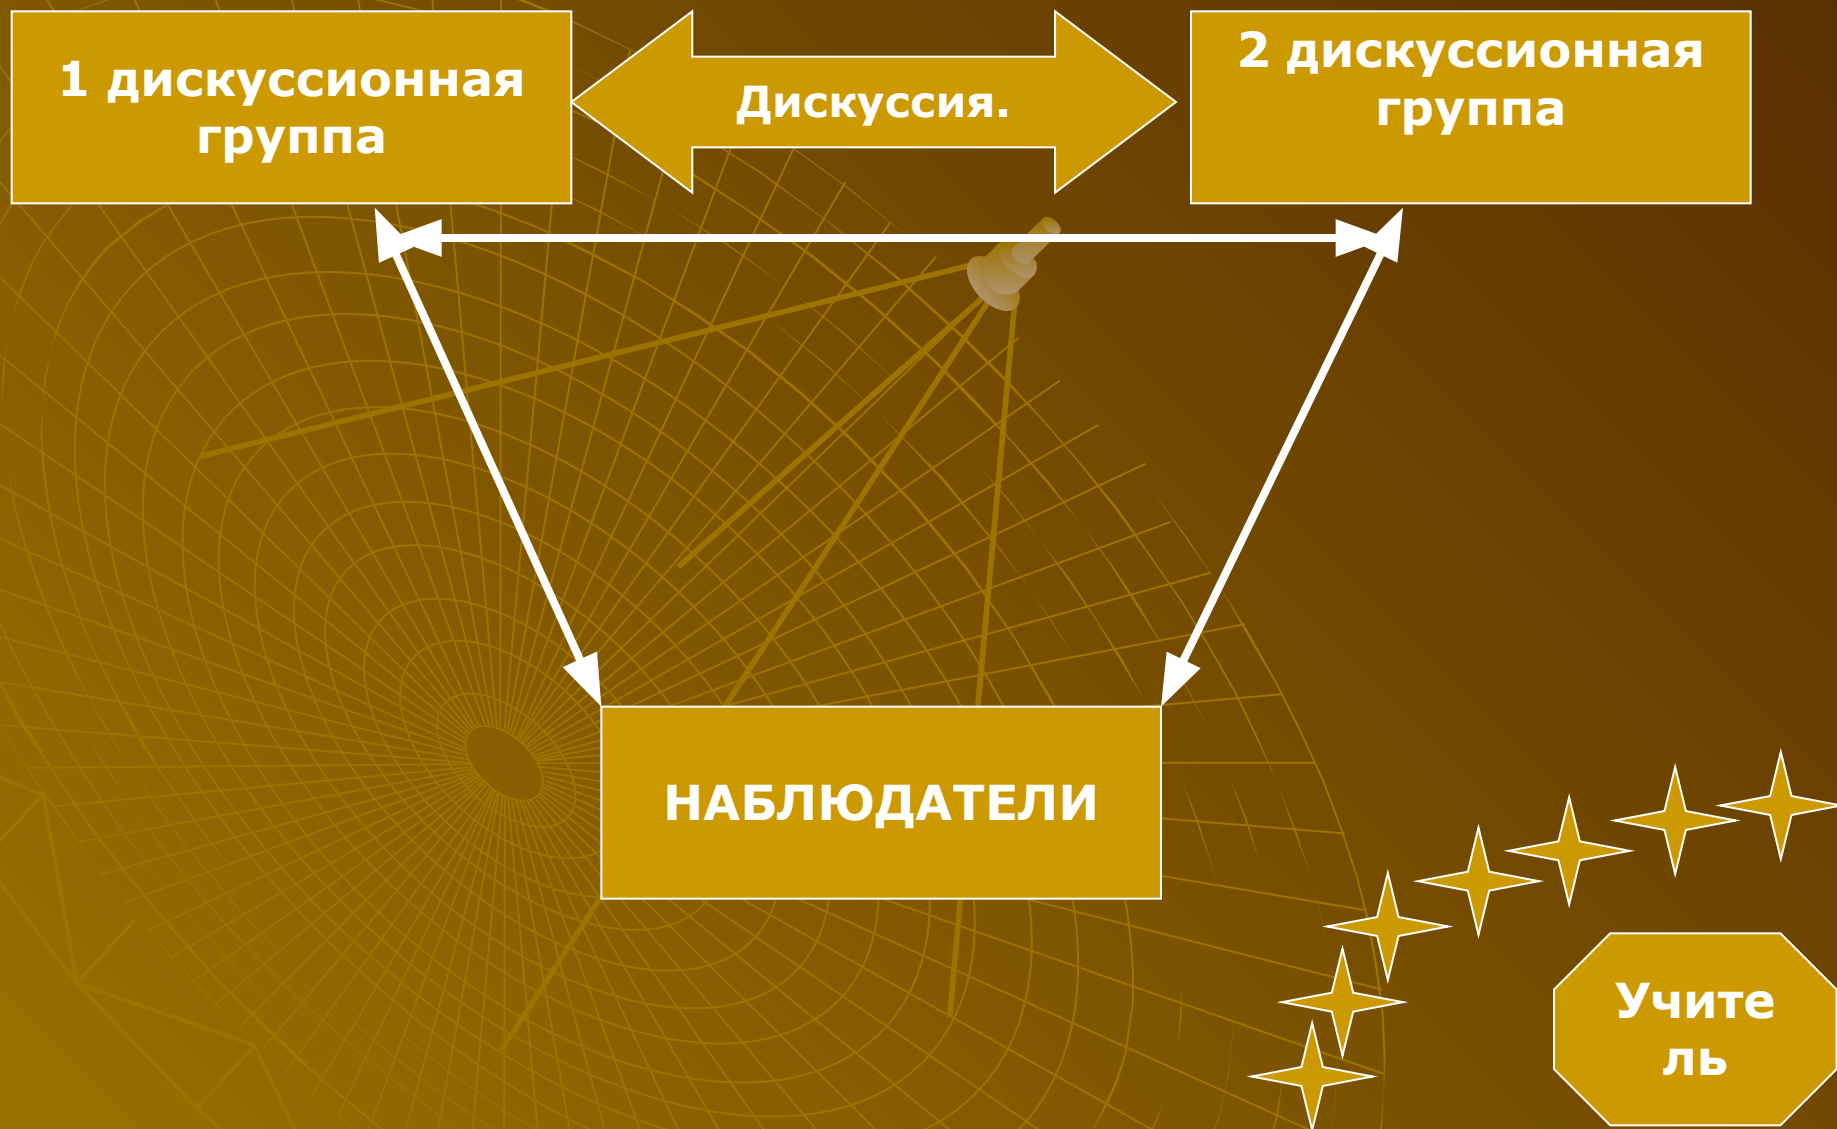 1 дискуссионная
группа
Дискуссия.
2 дискуссионная
группа
НАБЛЮДАТЕЛИ
Учите
ль